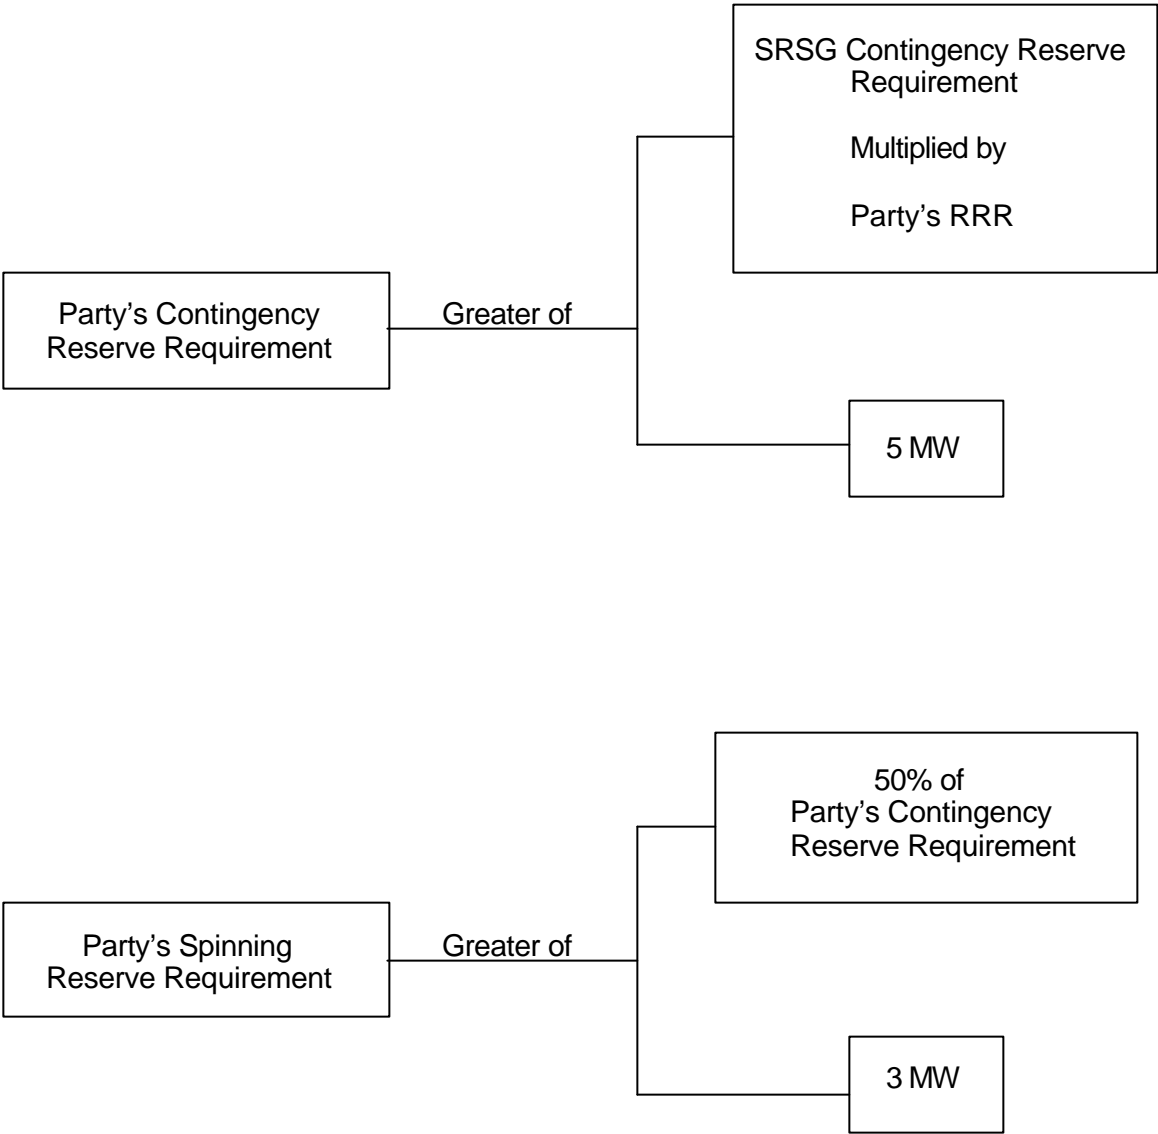 SRSG Contingency Reserve
Requirement
Multiplied by
Party's RRR
Party's Contingency
Reserve Requirement
Greater of
5 MW
50% of
Party's Contingency
Reserve Requirement
Party's Spinning
Reserve Requirement
Greater of
3 MW